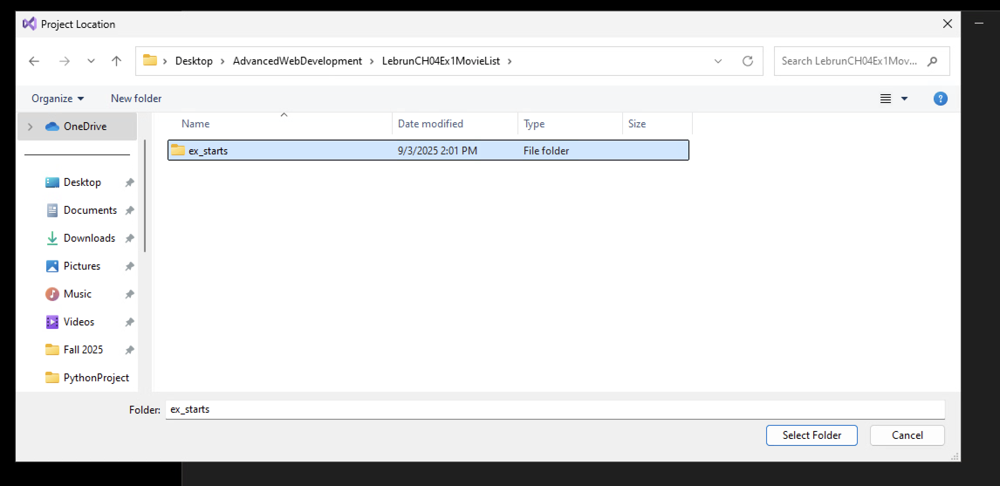 Project Location
Desktop > AdvancedWebDevelopment > LebrunCH04Ex1MovieList >
Search LebrunCH04Ex1Mov...
Organize
New folder
?
OneDrive
Name
Date modified
Type
Size
ex_starts
9/3/2025 2:01 PM
File folder
Desktop
Documents
Downloads
Pictures
Music
Videos
Fall 2025
PythonProject
Folder:
ex_starts
Select Folder
Cancel